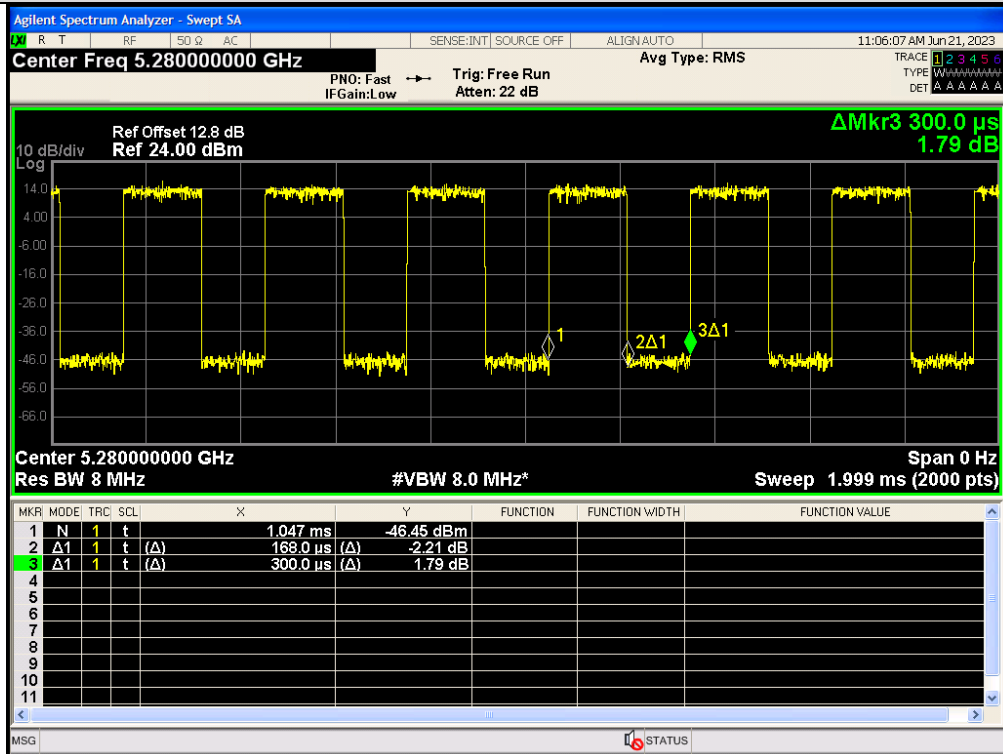 Agilent Spectrum Analyzer - Swept SA
LXI R T RF 50 Ω AC SENSE:INT SOURCE OFF ALIGN AUTO 11:06:07 AM Jun 21, 2023
Center Freq 5.280000000 GHz Avg Type: RMS TRACE 1 2 3 4 5 6
PNO: Fast Trig: Free Run TYPE W
IFGain:Low Atten: 22 dB DET A A A A A A
ΔMkr3 300.0 µs
1.79 dB
Ref Offset 12.8 dB
10 dB/div Ref 24.00 dBm
Log
14.0
4.00
-6.00
-16.0
-26.0
-36.0
-46.0
-56.0
-66.0
1
2Δ1
3Δ1
Center 5.280000000 GHz Span 0 Hz
Res BW 8 MHz #VBW 8.0 MHz* Sweep 1.999 ms (2000 pts)
MKR MODE TRC SCL X Y FUNCTION FUNCTION WIDTH FUNCTION VALUE
1 N 1 t 1.047 ms -46.45 dBm
2 Δ1 1 t (Δ) 168.0 µs (Δ) -2.21 dB
3 Δ1 1 t (Δ) 300.0 µs (Δ) 1.79 dB
4
5
6
7
8
9
10
11
MSG STATUS